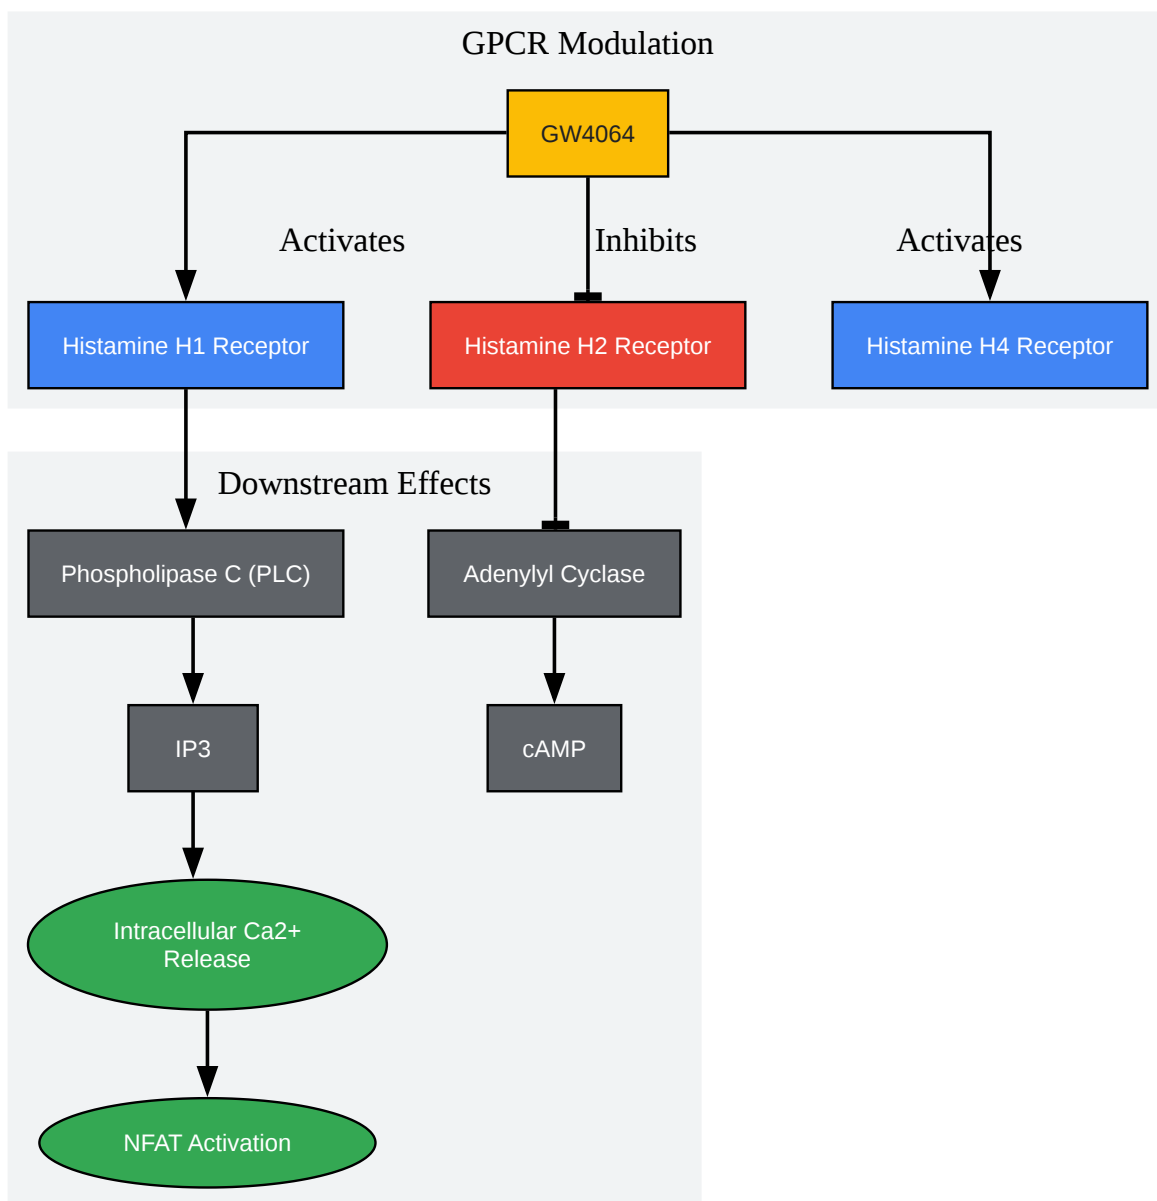 GPCR Modulation
GW4064
Activates
Inhibits
Activates
Histamine H1 Receptor
Histamine H2 Receptor
Histamine H4 Receptor
Downstream Effects
Phospholipase C (PLC)
Adenylyl Cyclase
IP3
cAMP
Intracellular Ca2+
Release
NFAT Activation